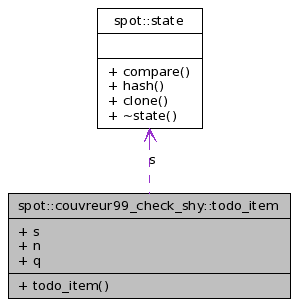 spot::state
+ compare()
+ hash()
+ clone()
+ ~state()
s
spot::couvreur99_check_shy::todo_item
+ s
+ n
+ q
+ todo_item()